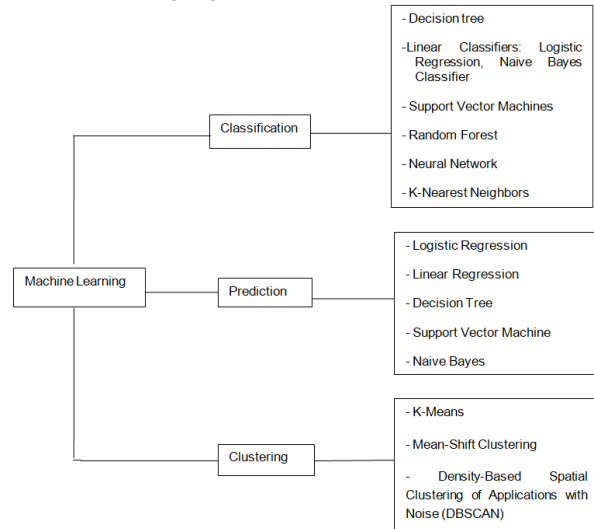 Machine Learning
Classification
- Decision tree
-Linear Classifiers: Logistic
Regression, Naive Bayes
Classifier
- Support Vector Machines
- Random Forest
- Neural Network
- K-Nearest Neighbors
Prediction
- Logistic Regression
- Linear Regression
- Decision Tree
- Support Vector Machine
- Naive Bayes
Clustering
- K-Means
- Mean-Shift Clustering
- Density-Based Spatial
Clustering of Applications with
Noise (DBSCAN)